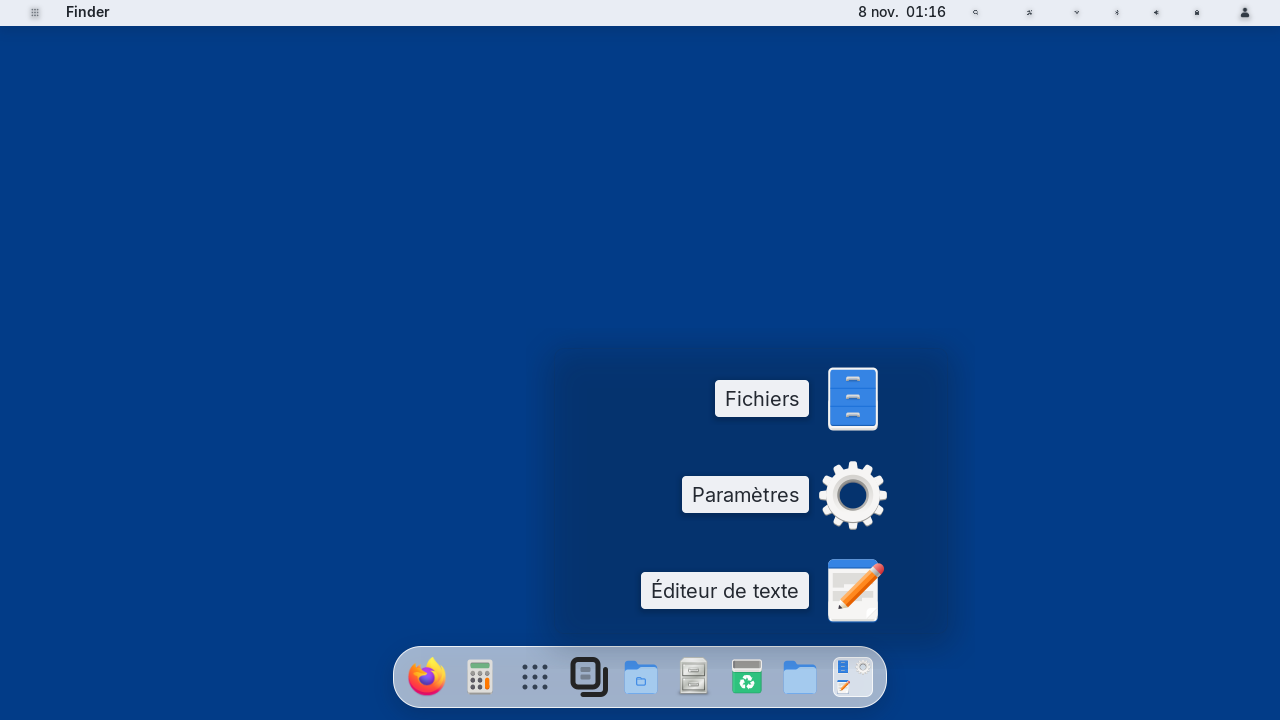 Finder
8 nov. 01:16
Fichiers
Paramètres
Éditeur de texte